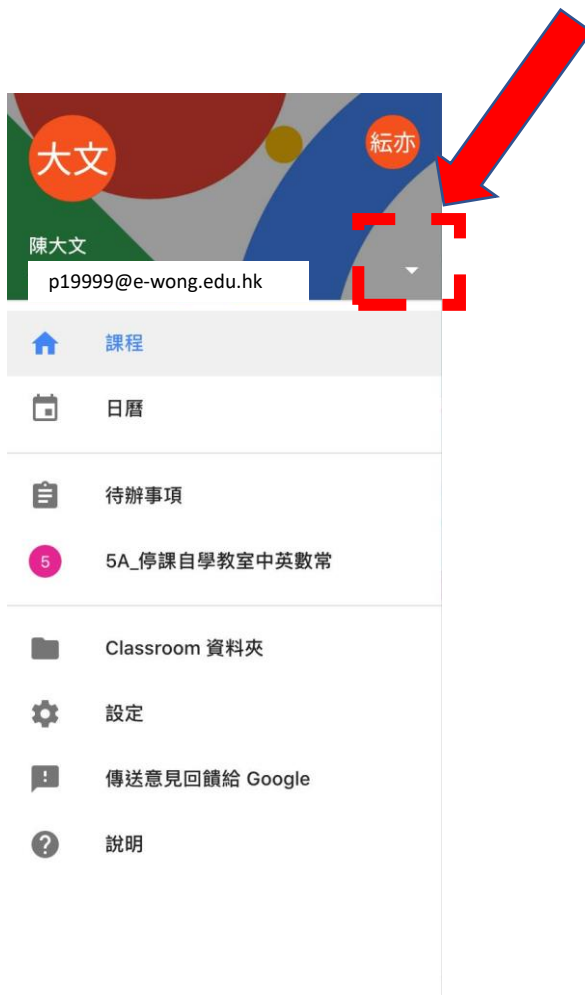 大文
紜亦
陳大文
p19999@e-wong.edu.hk
課程
日曆
待辦事項
5
5A_停課自學教室中英數常
Classroom 資料夾
設定
傳送意見回饋給 Google
說明